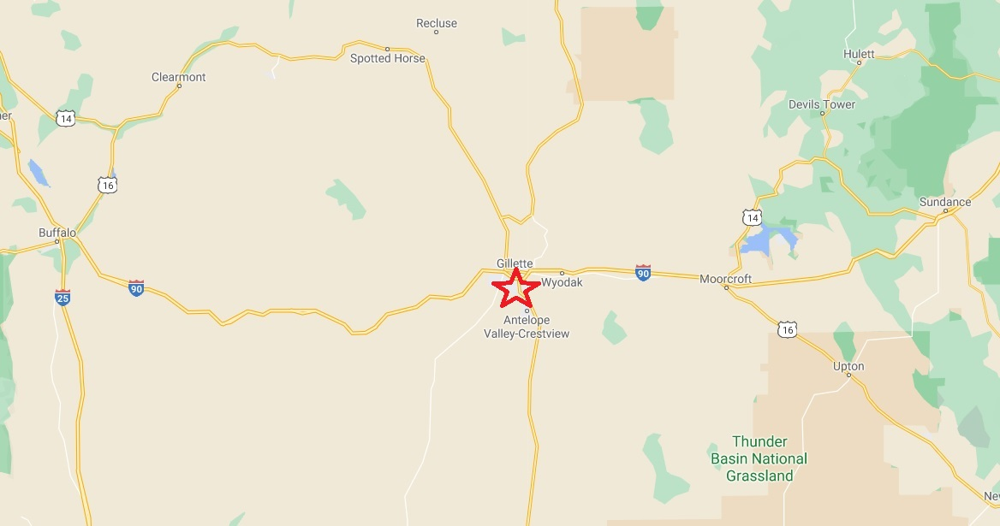 Recluse
Spotted Horse
Hulett
Clearmont
Devils Tower
14
16
Sundance
14
Buffalo
Gillette
90
Wyodak
Moorcroft
90
25
Antelope
Valley-Crestview
16
Upton
Thunder
Basin National
Grassland